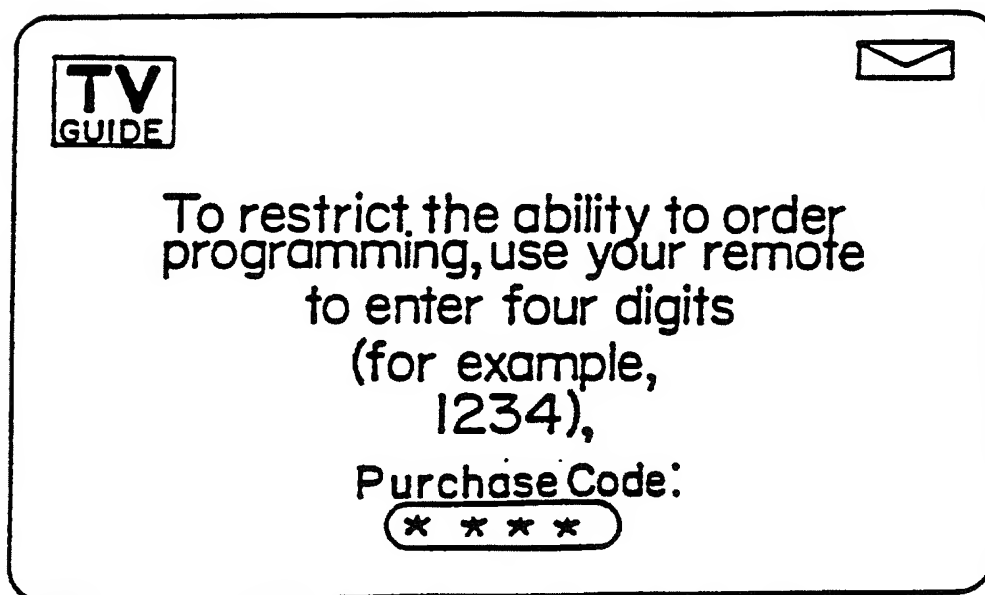 TV
GUIDE
To restrict the ability to order
programming, use your remote
to enter four digits
(for example,
1234),
Purchase Code:
* * * *